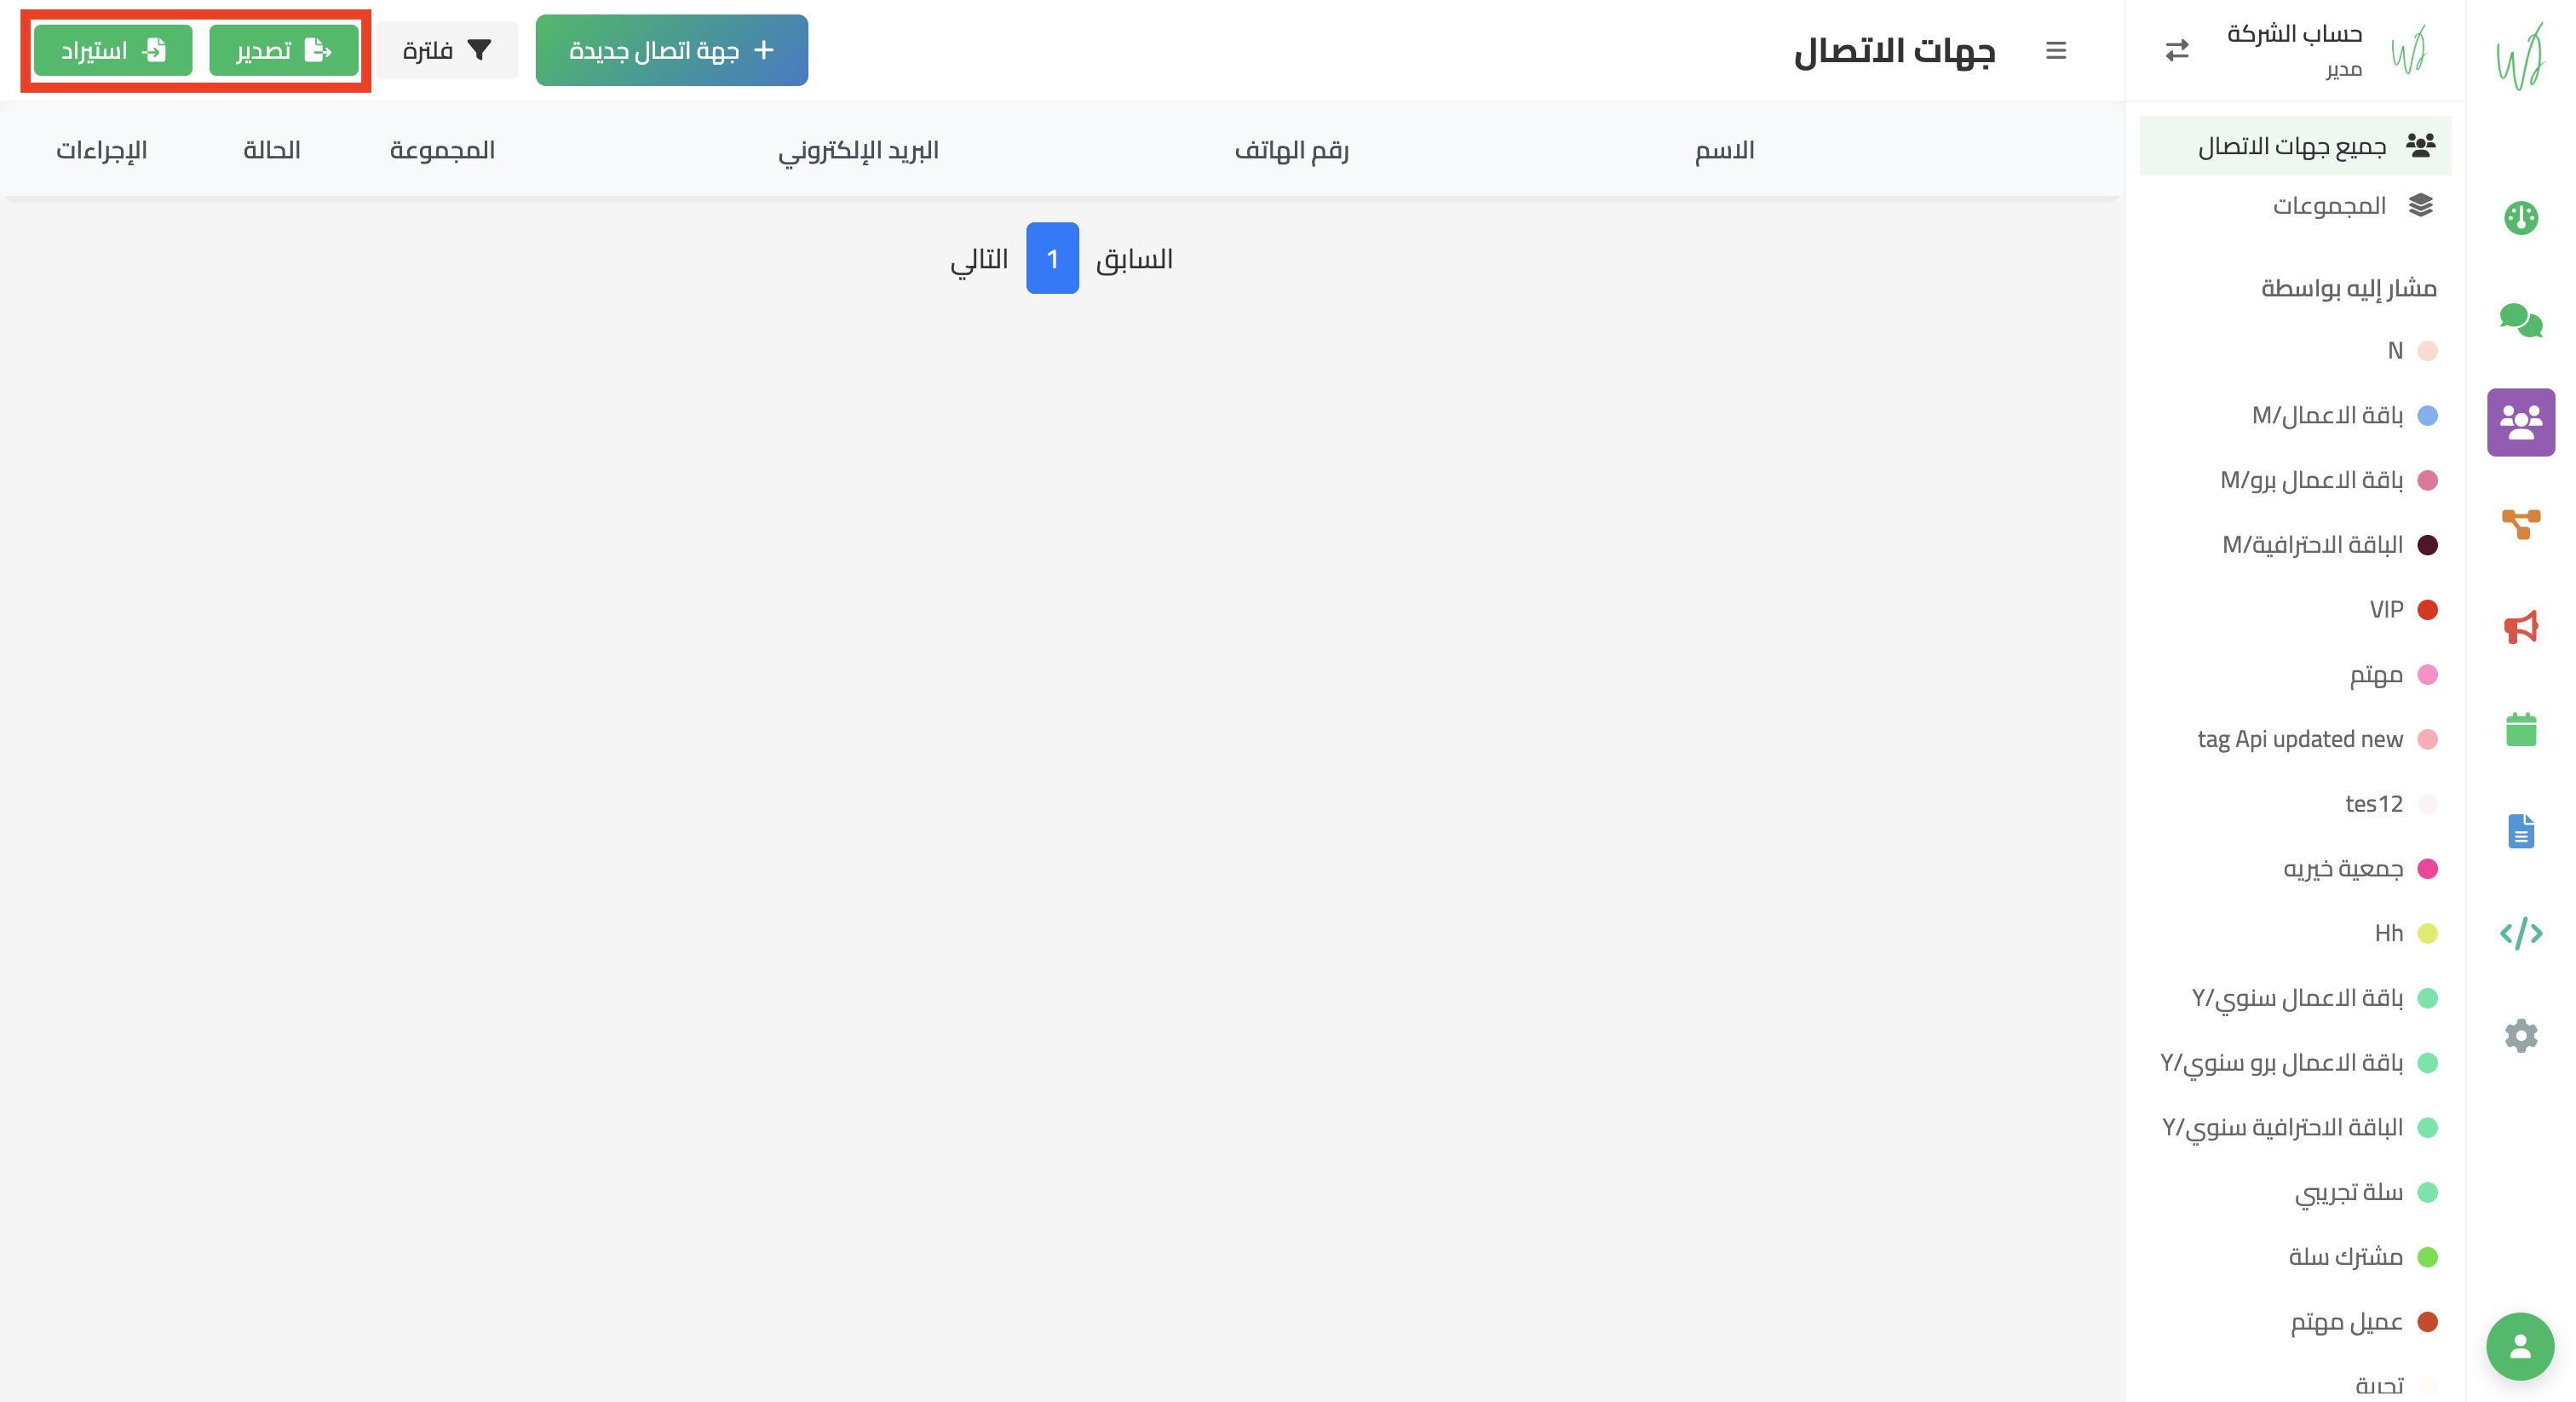 حساب الشركة
مدير
جهات الاتصال
جهة اتصال جديدة
فلترة
تصدير
استيراد
جميع جهات الاتصال
المجموعات
مشار إليه بواسطة
N
باقة الاعمال/M
باقة الاعمال برو/M
الباقة الاحترافية/M
VIP
مهتم
tag Api updated new
tes12
جمعية خيريه
Hh
باقة الاعمال سنوي/Y
باقة الاعمال برو سنوي/Y
الباقة الاحترافية سنوي/Y
سلة تجريبي
مشترك سلة
عميل مهتم
تجربة
الاسم رقم الهاتف البريد الإلكتروني المجموعة الحالة الإجراءات
السابق 1 التالي